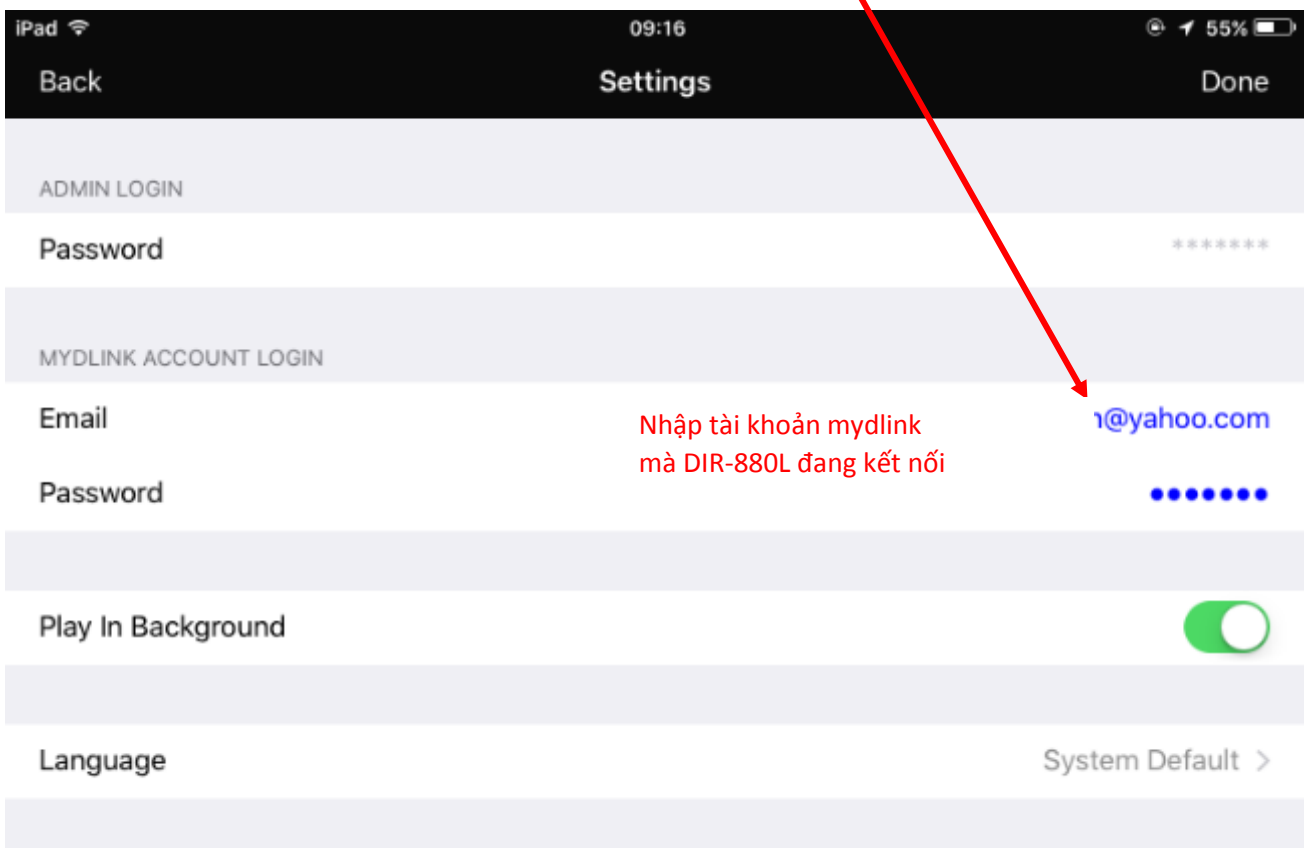 iPad 09:16 55%
Back Settings Done
ADMIN LOGIN
Password *******
MYDLINK ACCOUNT LOGIN
Email @yahoo.com
Nhập tài khoản mydlink
mà DIR-880L đang kết nối
Password •••••••
Play In Background
Language System Default >